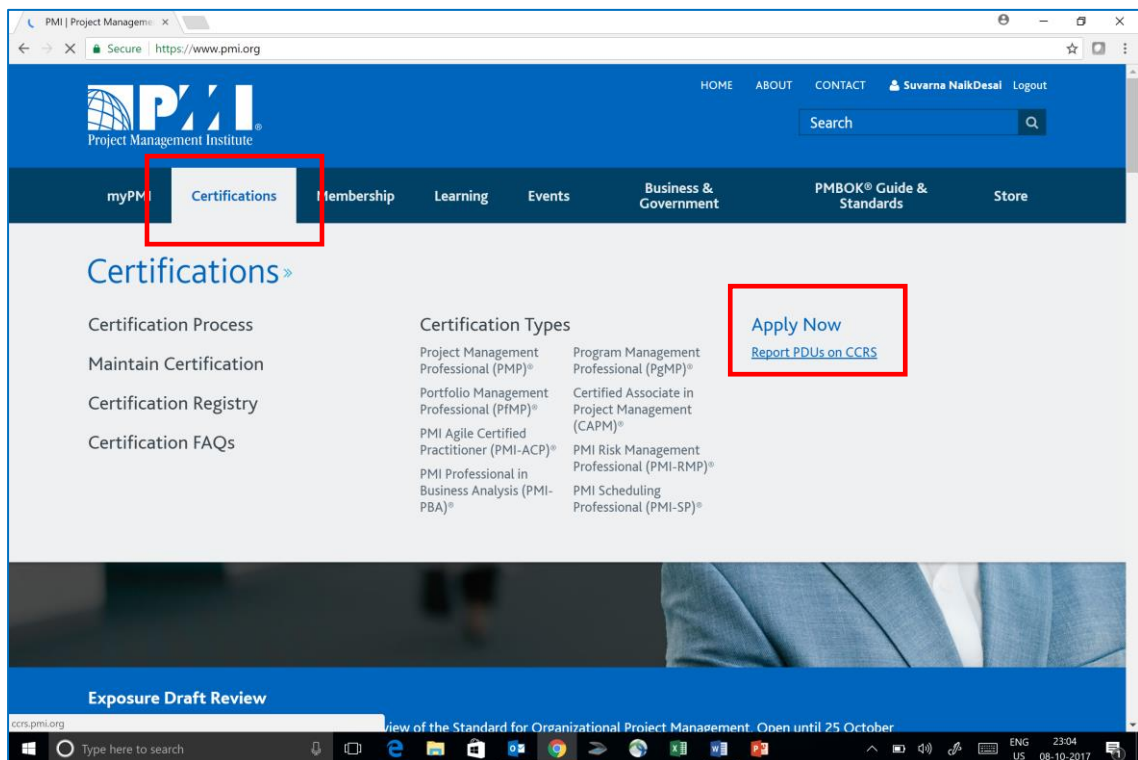 PMI | Project Manageme
Secure https://www.pmi.org
HOME ABOUT CONTACT Suvarna NaikDesai Logout
PMI®
Project Management Institute
Search
myPMI Certifications Membership Learning Events Business & Government PMBOK® Guide & Standards Store
Certifications »
Certification Process
Maintain Certification
Certification Registry
Certification FAQs
Certification Types
Project Management
Professional (PMP)®
Portfolio Management
Professional (PfMP)®
PMI Agile Certified
Practitioner (PMI-ACP)®
PMI Professional in
Business Analysis (PMI-
PBA)®
Program Management
Professional (PgMP)®
Certified Associate in
Project Management
(CAPM)®
PMI Risk Management
Professional (PMI-RMP)®
PMI Scheduling
Professional (PMI-SP)®
Apply Now
Report PDUs on CCRS
Exposure Draft Review
view of the Standard for Organizational Project Management. Open until 25 October
ccrs.pmi.org
Type here to search
ENG
US
23:04
08-10-2017